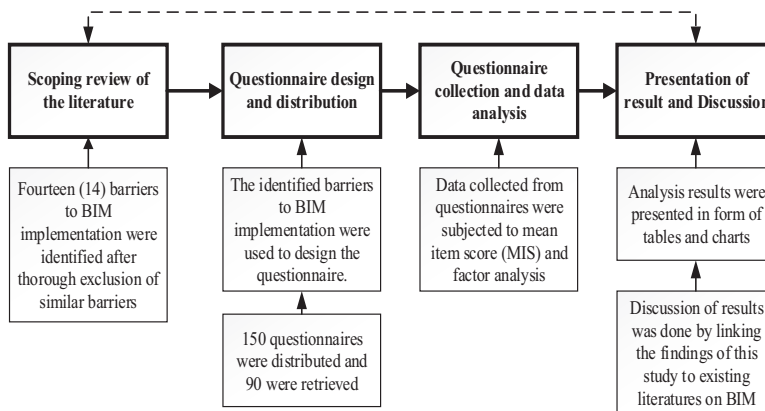 Scoping review of
the literature
Questionnaire design
and distribution
Questionnaire
collection and data
analysis
Presentation of
result and Discussion
Fourteen (14) barriers
to BIM
implementation were
identified after
thorough exclusion of
similar barriers
The identified barriers
to BIM
implementation were
used to design the
questionnaire.
150 questionnaires
were distributed and
90 were retrieved
Data collected from
questionnaires were
subjected to mean
item score (MIS) and
factor analysis
Analysis results were
presented in form of
tables and charts
Discussion of results
was done by linking
the findings of this
study to existing
literatures on BIM